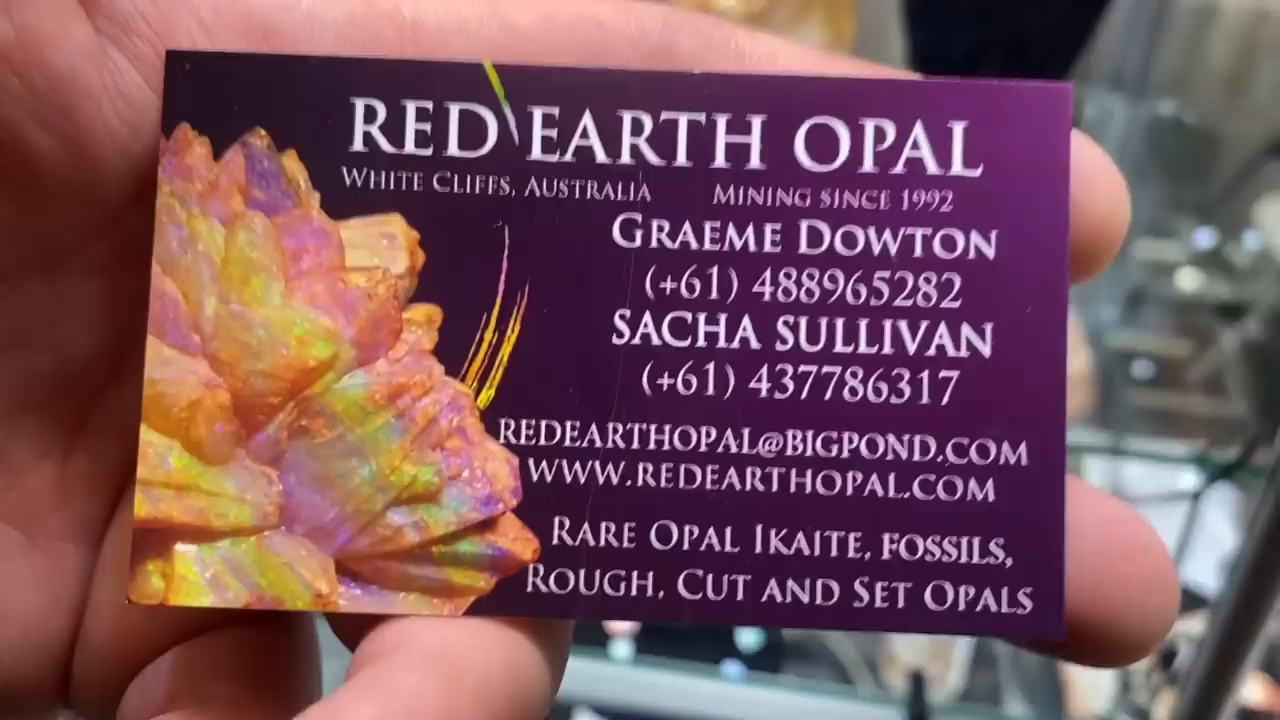 RED EARTH OPAL
WHITE CLIFFS, AUSTRALIA MINING SINCE 1992
GRAEME DOWTON
(+61) 488965282
SACHA SULLIVAN
(+61) 437786317
REDEARTHOPAL@BIGPOND.COM
WWW.REDEARTHOPAL.COM
RARE OPAL IKAITE, FOSSILS,
ROUGH, CUT AND SET OPALS